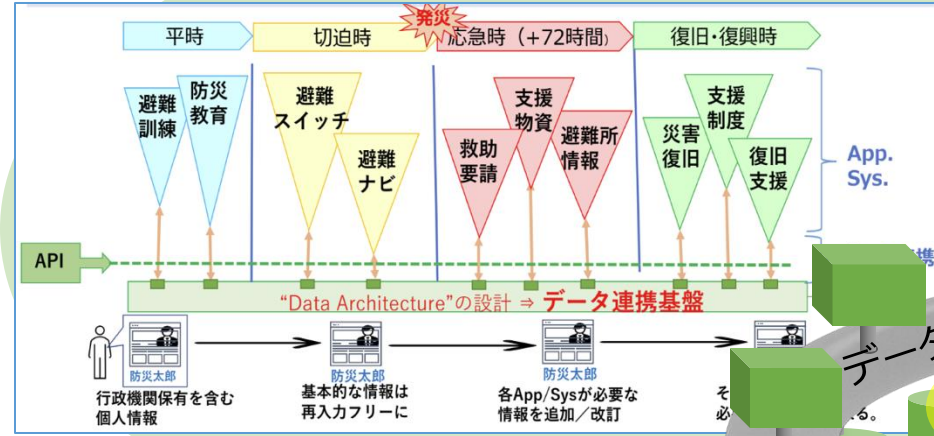 発災
平時
切迫時
応急時(+72時間)
復旧・復興時
避難
訓練
防災
教育
避難
スイッチ
避難
ナビ
救助
要請
支援
物資
避難所
情報
災害
復旧
支援
制度
復旧
支援
App.
Sys.
API
携
“Data Architecture”の設計 ⇒ データ連携基盤
防災太郎
防災太郎
防災太郎
行政機関保有を含む
個人情報
基本的な情報は
再入力フリーに
各App/Sysが必要な
情報を追加/改訂
そ
必
る。
データ